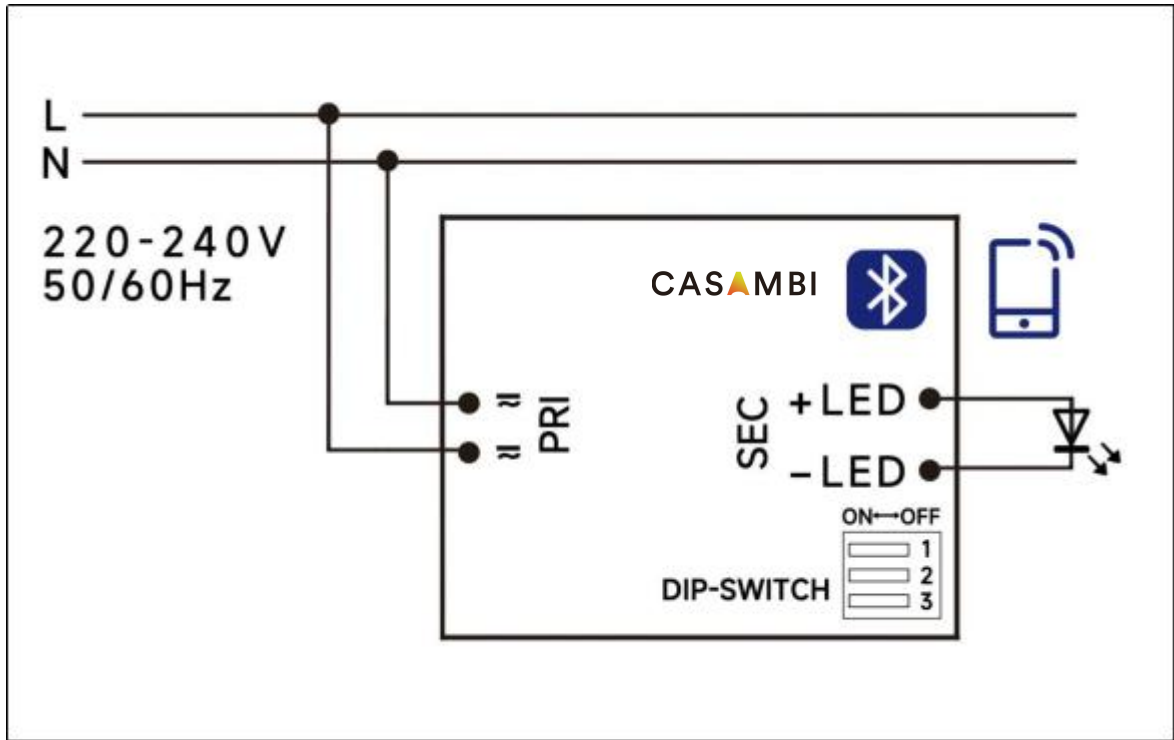 L
N
220-240V
50/60Hz
CASAMBI
PRI
SEC
+LED
-LED
ON↔OFF
1
2
3
DIP-SWITCH